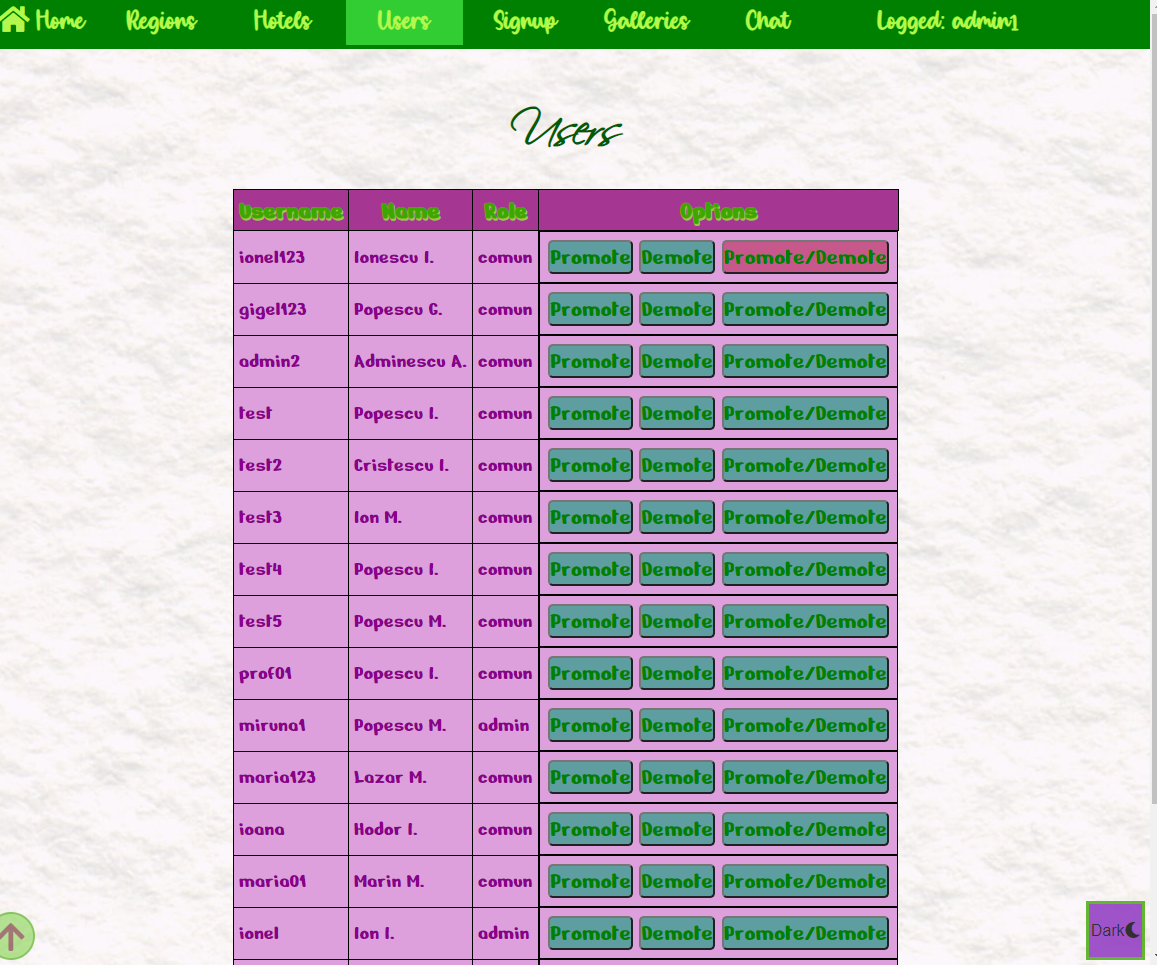 Home Regions Hotels Users Signup Galleries Chat Logged: admin1
Users
Username Name Role Options
ionel123 Ionescu I. comun Promote Demote Promote/Demote
gigel123 Popescu G. comun Promote Demote Promote/Demote
admin2 Adminescu A. comun Promote Demote Promote/Demote
test Popescu I. comun Promote Demote Promote/Demote
test2 Cristescu I. comun Promote Demote Promote/Demote
test3 Ion M. comun Promote Demote Promote/Demote
test4 Popescu I. comun Promote Demote Promote/Demote
test5 Popescu M. comun Promote Demote Promote/Demote
prof01 Popescu I. comun Promote Demote Promote/Demote
miruna1 Popescu M. admin Promote Demote Promote/Demote
maria123 Lazar M. comun Promote Demote Promote/Demote
ioana Hodor I. comun Promote Demote Promote/Demote
maria01 Marin M. comun Promote Demote Promote/Demote
ionel Ion I. admin Promote Demote Promote/Demote
Dark